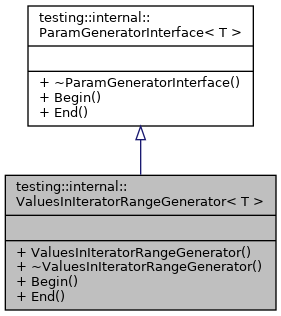 testing::internal::
ParamGeneratorInterface< T >
+ ~ParamGeneratorInterface()
+ Begin()
+ End()
testing::internal::
ValuesInIteratorRangeGenerator< T >
+ ValuesInIteratorRangeGenerator()
+ ~ValuesInIteratorRangeGenerator()
+ Begin()
+ End()